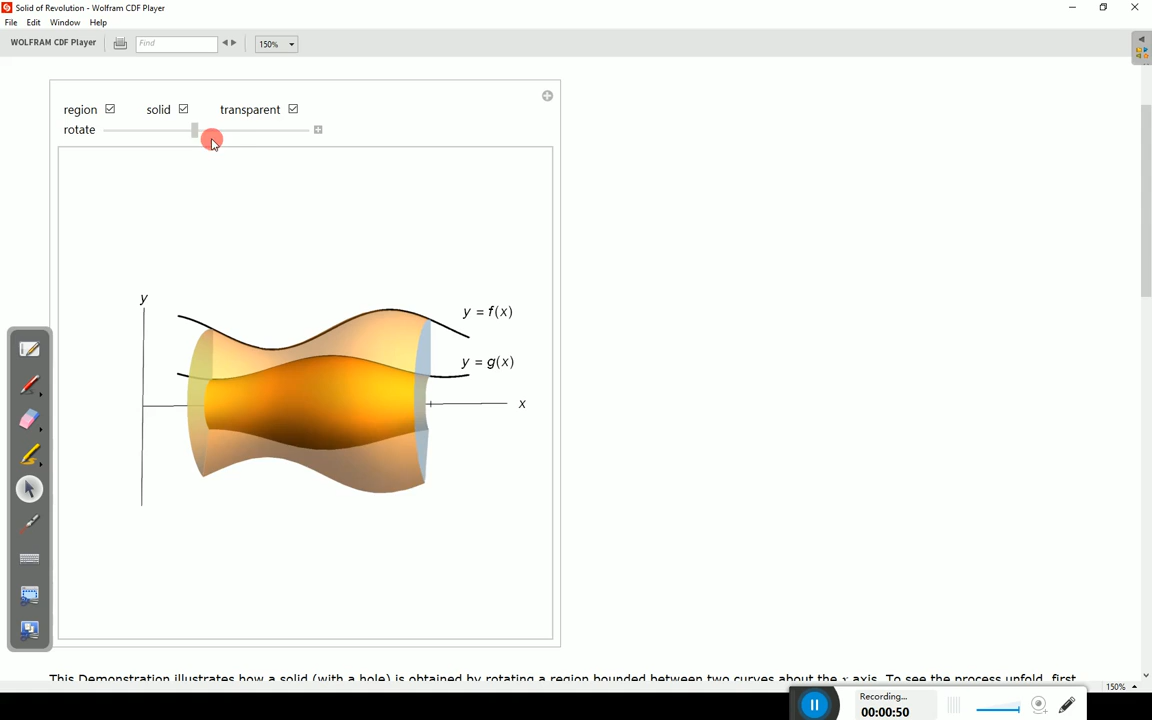 Solid of Revolution - Wolfram CDF Player
File Edit Window Help
WOLFRAM CDF Player Find 150%
region solid transparent
rotate
y
y = f(x)
y = g(x)
x
This Demonstration illustrates how a solid (with a hole) is obtained by rotating a region bounded between two curves about the x axis. To see the process unfold, first
150%
Recording...
00:00:50